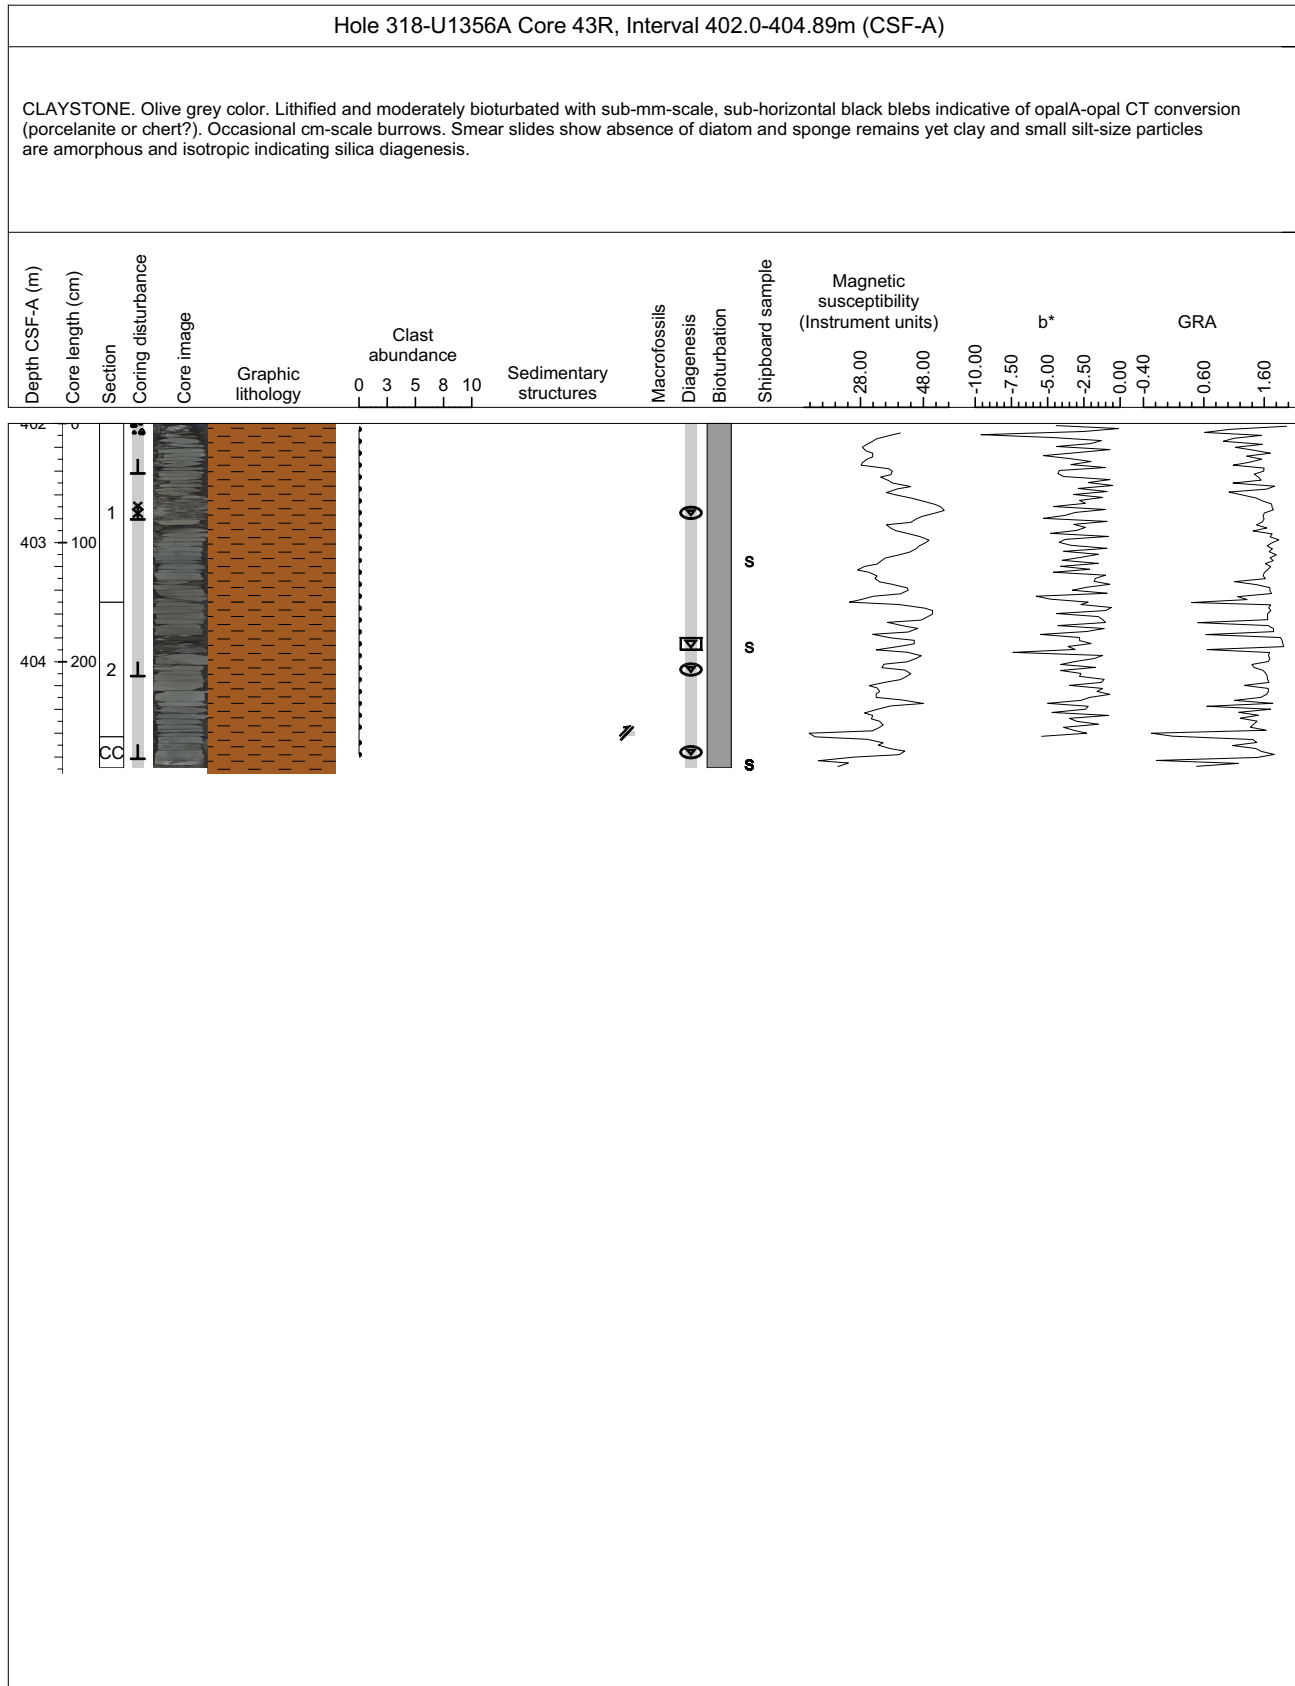 Hole 318-U1356A Core 43R, Interval 402.0-404.89m (CSF-A)
CLAYSTONE. Olive grey color. Lithified and moderately bioturbated with sub-mm-scale, sub-horizontal black blebs indicative of opalA-opal CT conversion
(porcelanite or chert?). Occasional cm-scale burrows. Smear slides show absence of diatom and sponge remains yet clay and small silt-size particles
are amorphous and isotropic indicating silica diagenesis.
Depth CSF-A (m)
Core length (cm)
Section
Coring disturbance
Core image
Graphic
lithology
Clast
abundance
0 3 5 8 10
Sedimentary
structures
Macrofossils
Diagenesis
Bioturbation
Shipboard sample
Magnetic
susceptibility
(Instrument units)
28.00
48.00
b*
-10.00
-7.50
-5.00
-2.50
0.00
GRA
-0.40
0.60
1.60
402 0
1
403 100
S
S
404 200
2
CC
S